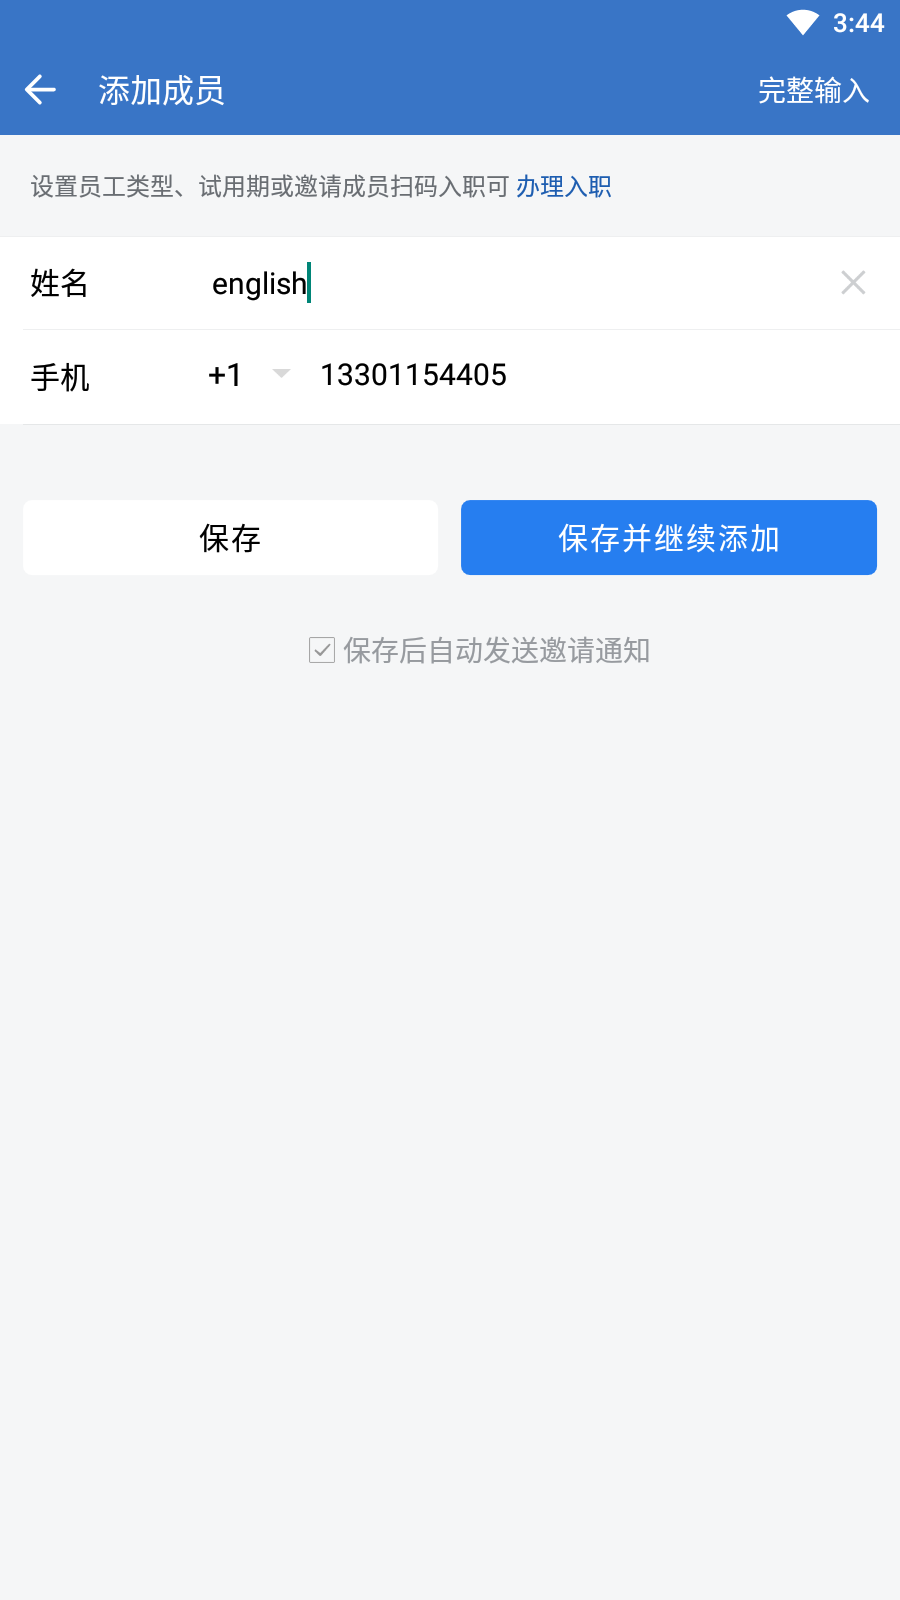 3:44
添加成员
完整输入
设置员工类型、试用期或邀请成员扫码入职可 办理入职
姓名 english
手机 +1 13301154405
保存
保存并继续添加
保存后自动发送邀请通知